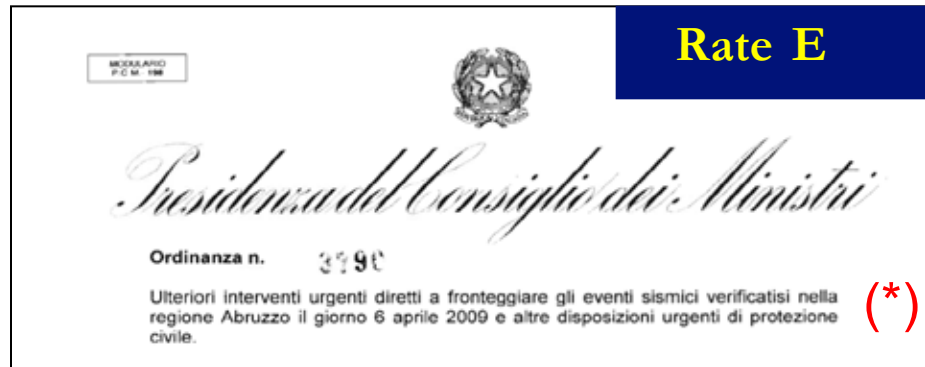 Rate E
MODULARIO
P.C.M. 198
Presidenza del Consiglio dei Ministri
Ordinanza n.
Ulteriori interventi urgenti diretti a fronteggiare gli eventi sismici verificatisi nella
regione Abruzzo il giorno 6 aprile 2009 e altre disposizioni urgenti di protezione
civile.
(*)